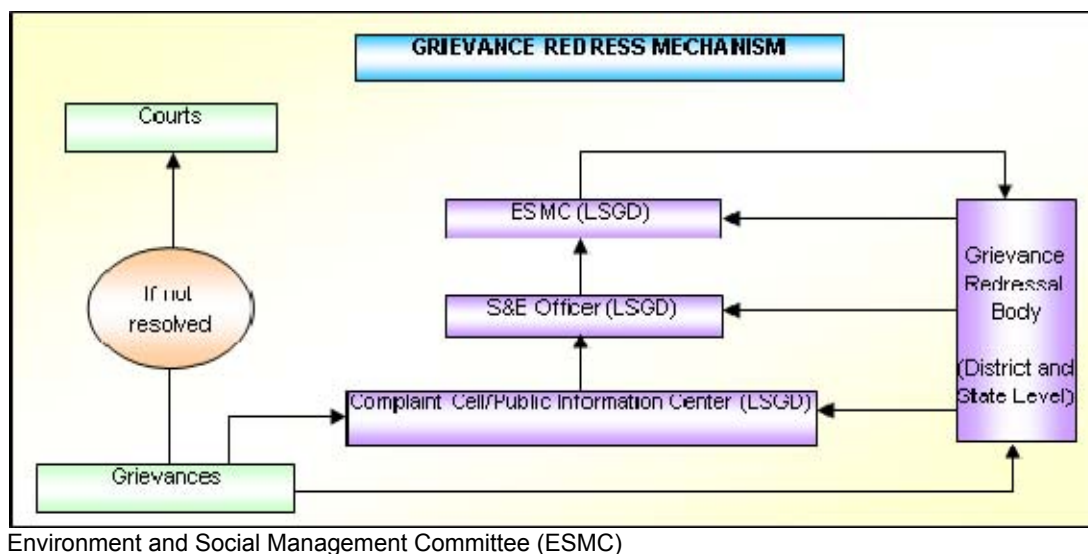 GRIEVANCE REDRESS MECHANISM
Courts
ESMC (LSGD)
Grievance
Redressal
Body
(District and
State Level)
If not
resolved
S&E Officer (LSGD)
Complaint Cell/Public Information Center (LSGD)
Grievances
Environment and Social Management Committee (ESMC)